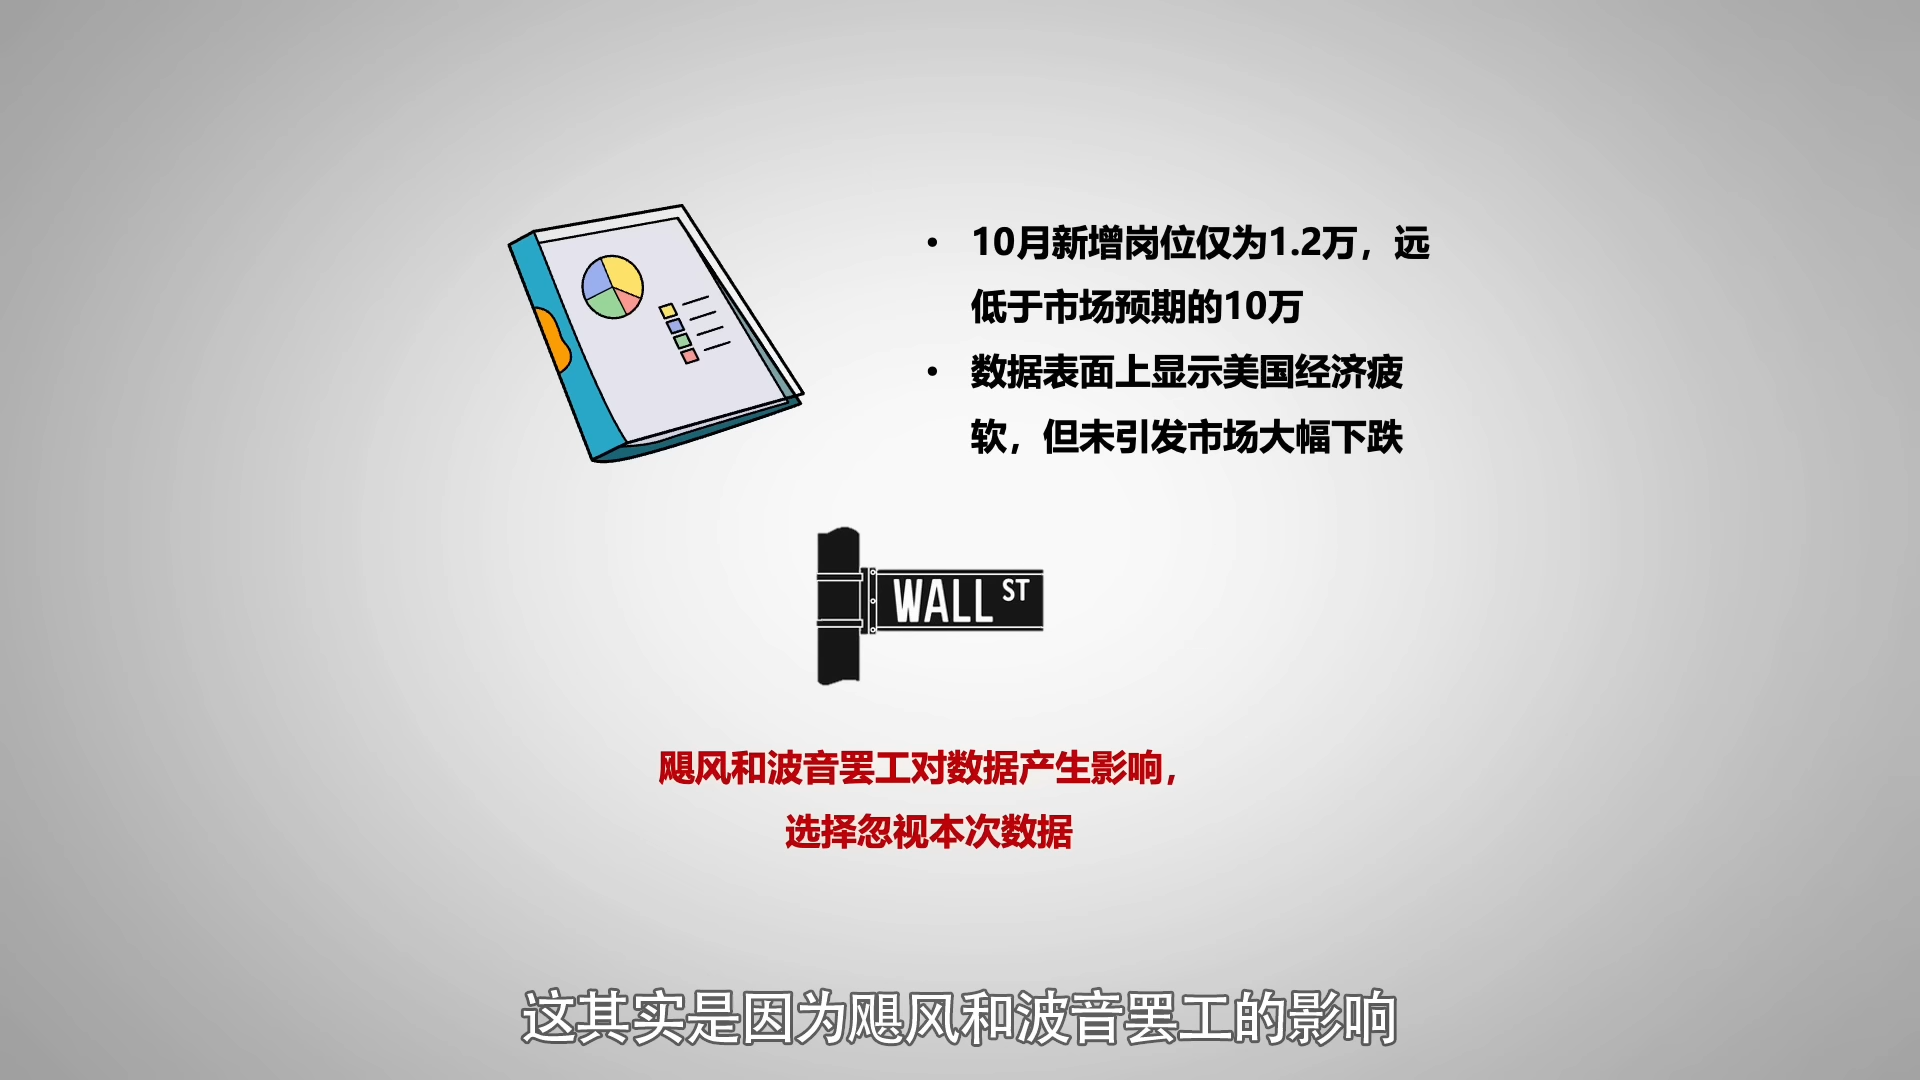 • 10月新增岗位仅为1.2万，远
低于市场预期的10万
• 数据表面上显示美国经济疲
软，但未引发市场大幅下跌
WALL ST
飓风和波音罢工对数据产生影响，
选择忽视本次数据
这其实是因为飓风和波音罢工的影响